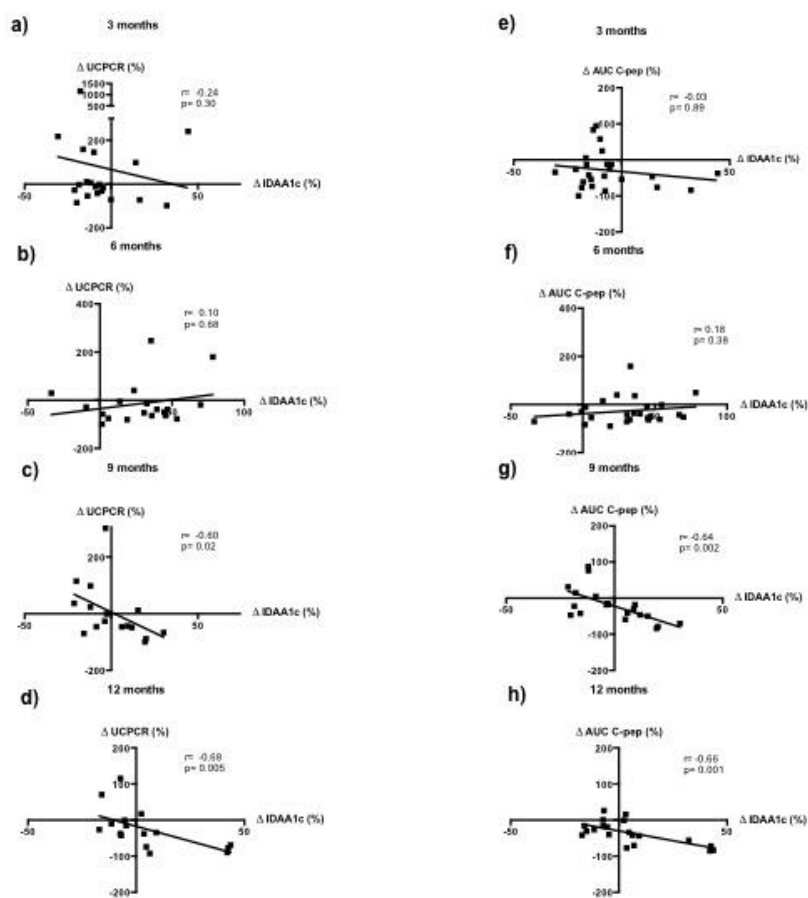 a)
3 months
Δ UCPCR (%)
1500
1000
500
r= -0.24
p= 0.30
200
Δ IDAA1c (%)
-50
50
-200
6 months
b)
Δ UCPCR (%)
400
r= 0.10
p= 0.68
200
Δ IDAA1c (%)
-50
50
100
-200
9 months
c)
Δ UCPCR (%)
r= -0.60
p= 0.02
200
Δ IDAA1c (%)
50
-50
-200
12 months
d)
Δ UCPCR (%)
200
r= -0.68
p= 0.005
100
Δ IDAA1c (%)
-50
50
-100
-200
e)
3 months
Δ AUC C-pep (%)
200
r= -0.03
p= 0.89
100
Δ IDAA1c (%)
-50
50
-100
-200
6 months
f)
Δ AUC C-pep (%)
400
r= 0.18
p= 0.38
200
Δ IDAA1c (%)
-50
50
100
-200
9 months
g)
Δ AUC C-pep (%)
200
r= -0.64
p= 0.002
100
Δ IDAA1c (%)
-50
50
-100
-200
12 months
h)
Δ AUC C-pep (%)
200
r= -0.66
p= 0.001
100
Δ IDAA1c (%)
-50
50
-100
-200